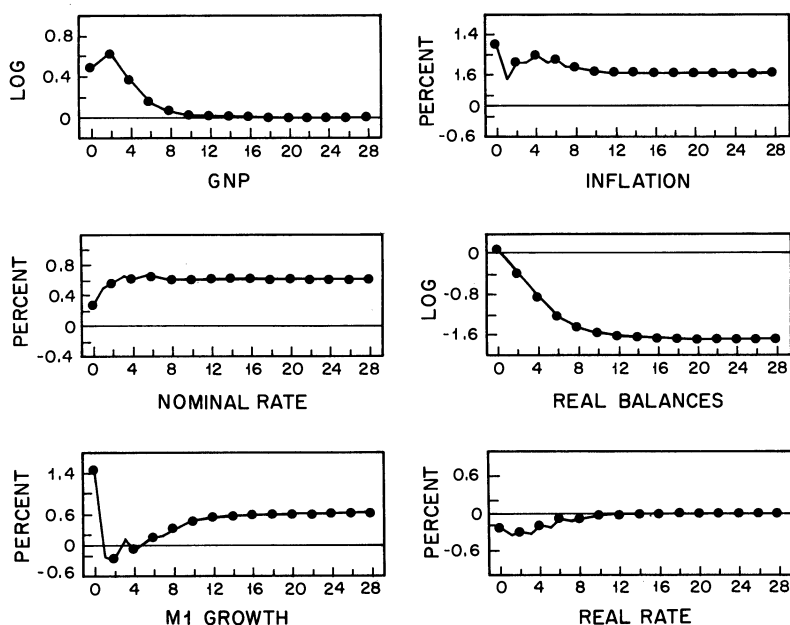 LOG
0.8
0.4
0
0 4 8 12 16 20 24 28
GNP
PERCENT
1.4
1.6
0
-0.6
0 4 8 12 16 20 24 28
INFLATION
PERCENT
0.8
0.4
0
-0.4
0 4 8 12 16 20 24 28
NOMINAL RATE
LOG
0
-0.8
-1.6
0 4 8 12 16 20 24 28
REAL BALANCES
PERCENT
1.4
0.6
0
-0.6
0 4 8 12 16 20 24 28
M1 GROWTH
PERCENT
0.6
0
-0.6
0 4 8 12 16 20 24 28
REAL RATE